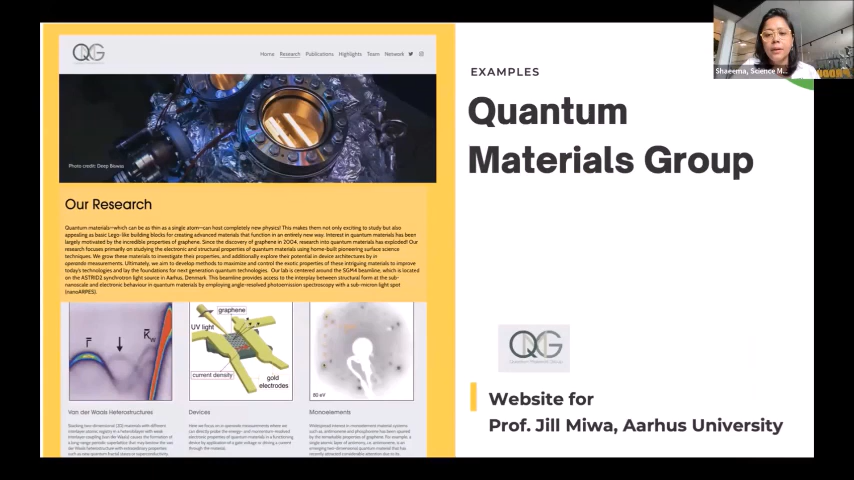 QMG
Home Research Publications Highlights Team Network
Photo credit: Deep Biswas
Our Research
Quantum materials—which can be as thin as a single atom—can host completely new physics! This makes them not only exciting to study but also
appealing as basic Lego-like building blocks for creating advanced materials that function in an entirely new way. Interest in quantum materials has been
largely motivated by the incredible properties of graphene. Since the discovery of graphene in 2004, research into quantum materials has exploded! Our
research focuses primarily on studying the electronic and structural properties of quantum materials using home-built pioneering surface science
techniques. We grow these materials to investigate their properties, and additionally explore their potential in device architectures by in
operando measurements. Ultimately, we aim to develop methods to maximize and control the exotic properties of these intriguing materials to improve
today's technologies and lay the foundations for next generation quantum technologies. Our lab is centered around the SGM4 beamline, which is located
on the ASTRID2 synchrotron light source in Aarhus, Denmark. This beamline provides access to the interplay between structural form at the sub-
nanoscale and electronic behaviour in quantum materials by employing angle-resolved photoemission spectroscopy with a sub-micron light spot
(nanoARPES).
graphene
UV light
current density
gold
electrodes
50 eV
Van der Waals Heterostructures
Devices
Monoelements
EXAMPLES
Quantum
Materials Group
QMG
Quantum Materials Group
Website for
Prof. Jill Miwa, Aarhus University
Shaeema, Science M...